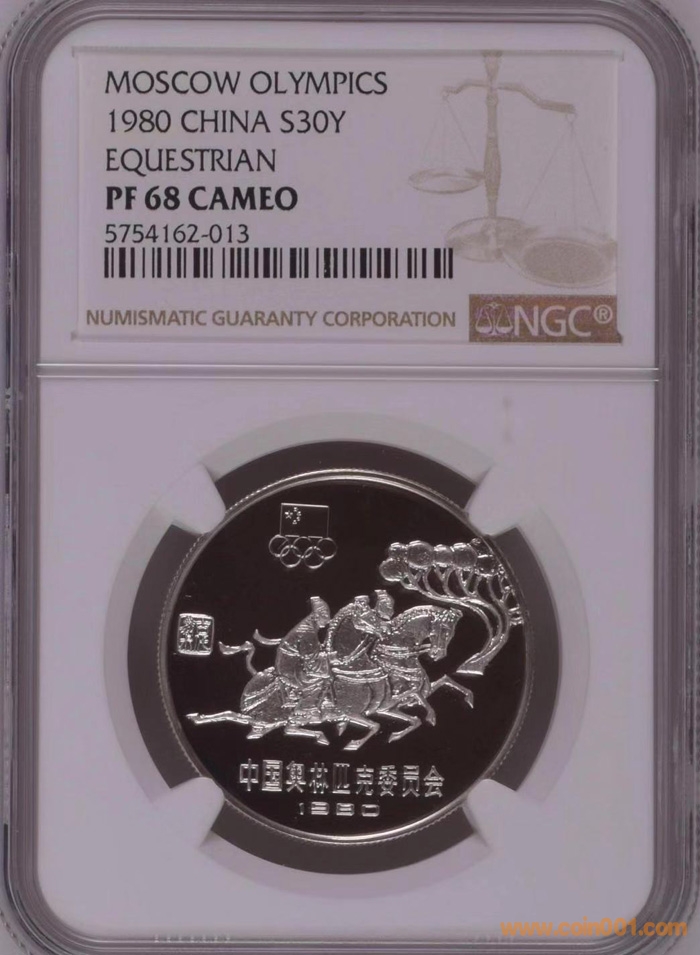 MOSCOW OLYMPICS
1980 CHINA S30Y
EQUESTRIAN
PF 68 CAMEO
5754162-013
NUMISMATIC GUARANTY CORPORATION
NGC®
中国奥林匹克委员会
1980
www.coin001.com